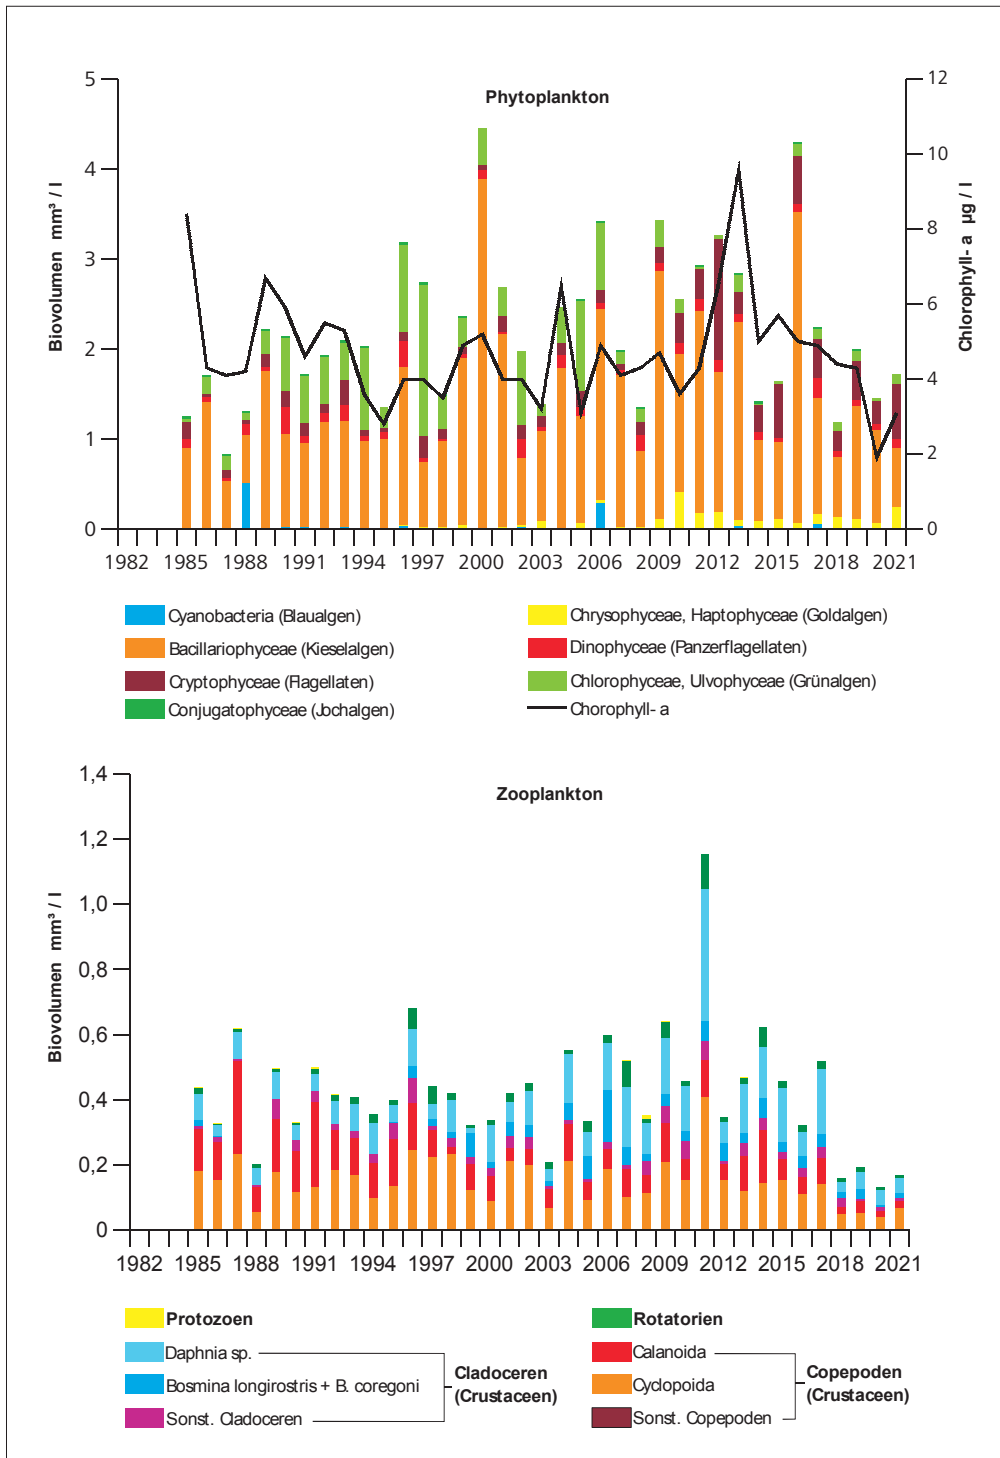 Phytoplankton
Biovolumen mm³ / l
Chlorophyll- a µg / l
5
4
3
2
1
0
12
10
8
6
4
2
0
1982 1985 1988 1991 1994 1997 2000 2003 2006 2009 2012 2015 2018 2021
Cyanobacteria (Blaualgen)
Bacillariophyceae (Kieselalgen)
Cryptophyceae (Flagellaten)
Conjugatophyceae (Jochalgen)
Chrysophyceae, Haptophyceae (Goldalgen)
Dinophyceae (Panzerflagellaten)
Chlorophyceae, Ulvophyceae (Grünalgen)
Chorophyll- a
Zooplankton
Biovolumen mm³ / l
1,4
1,2
1,0
0,8
0,6
0,4
0,2
0
1982 1985 1988 1991 1994 1997 2000 2003 2006 2009 2012 2015 2018 2021
Protozoen
Daphnia sp.
Bosmina longirostris + B. coregoni
Sonst. Cladoceren
Cladoceren
(Crustaceen)
Rotatorien
Calanoida
Cyclopoida
Sonst. Copepoden
Copepoden
(Crustaceen)